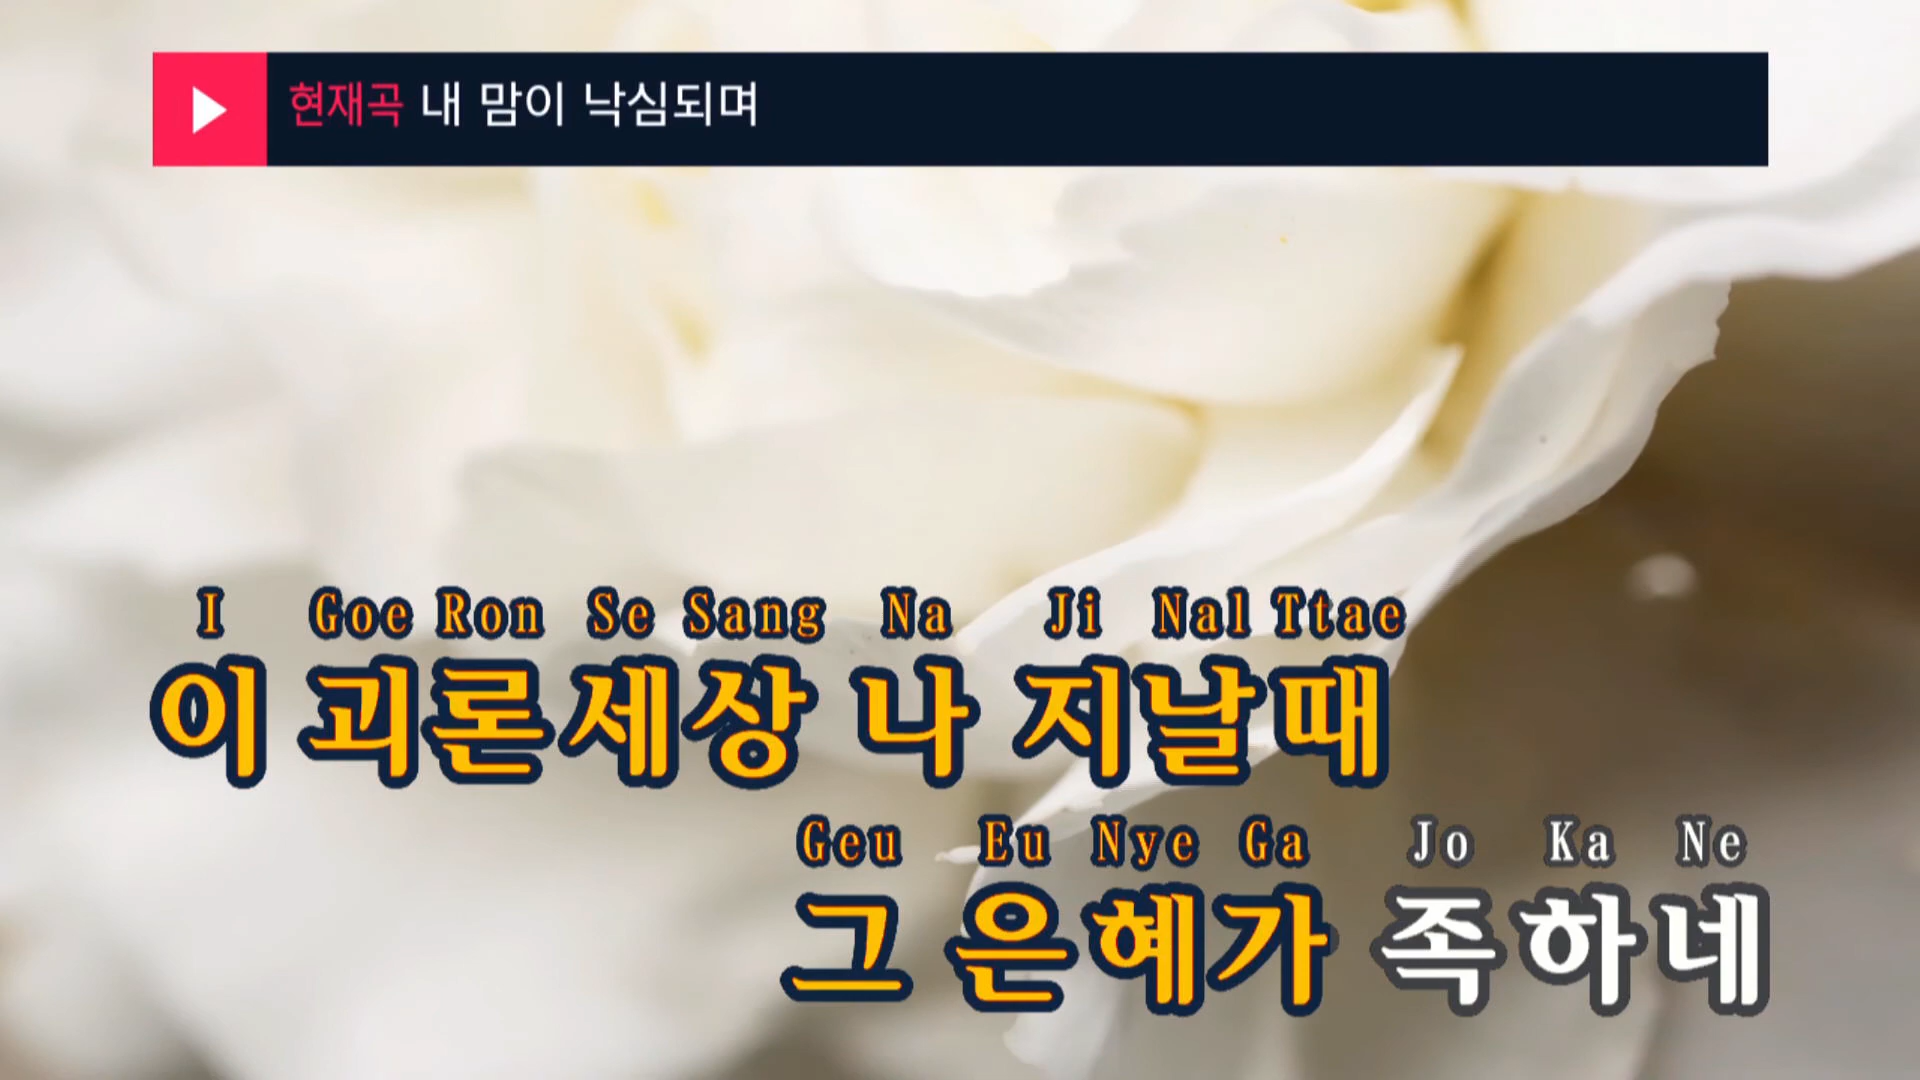 현재곡 내 맘이 낙심되며
I Goe Ron Se Sang Na Ji Nal Ttae
이 괴론세상 나 지날때
Geu Eu Nye Ga Jo Ka Ne
그 은혜가 족하네